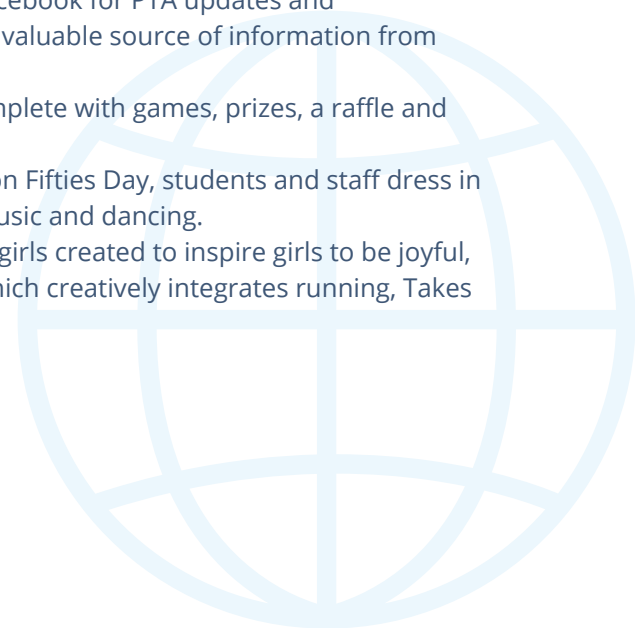 cebook for PTA updates and
valuable source of information from
nplete with games, prizes, a raffle and
on Fifties Day, students and staff dress in
usic and dancing.
girls created to inspire girls to be joyful,
hich creatively integrates running, Takes